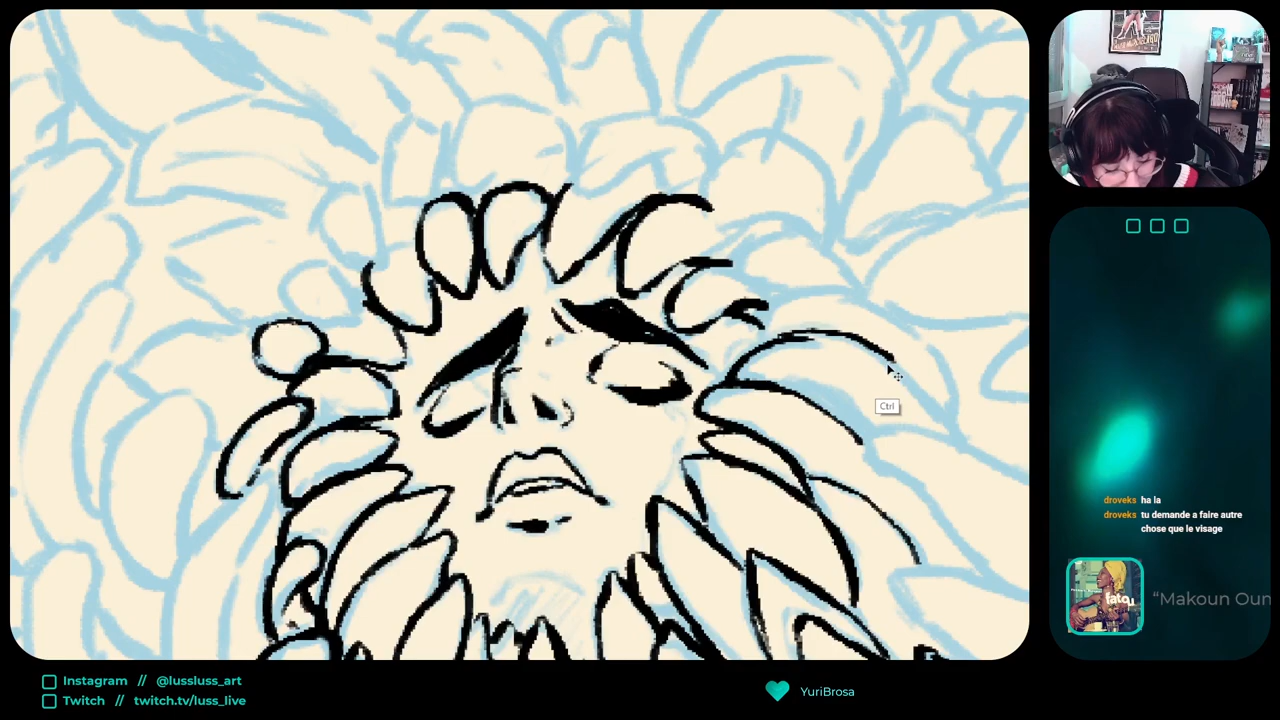 Ctrl
droveks ha la
droveks tu demande a faire autre
chose que le visage
fatou
“Makoun Oun
Instagram // @lussluss_art
Twitch // twitch.tv/luss_live
YuriBrosa